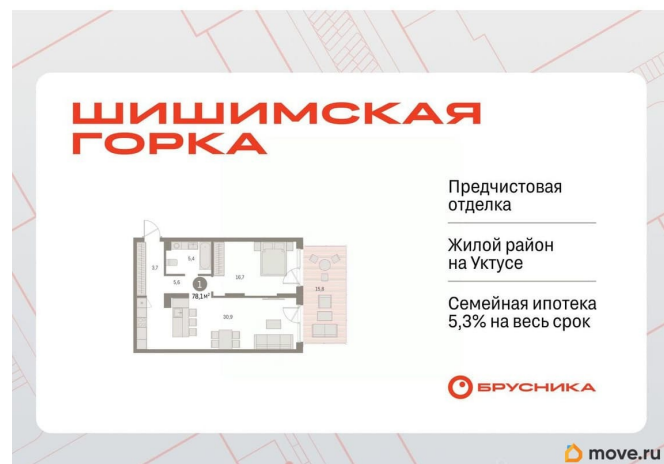 ШИШИМСКАЯ
ГОРКА
Предчистовая
отделка
Жилой район
на Уктусе
Семейная ипотека
5,3% на весь срок
3,7
5,4
5,6
1
78,1 м²
16,7
15,8
30,9
БРУСНИКА
move.ru